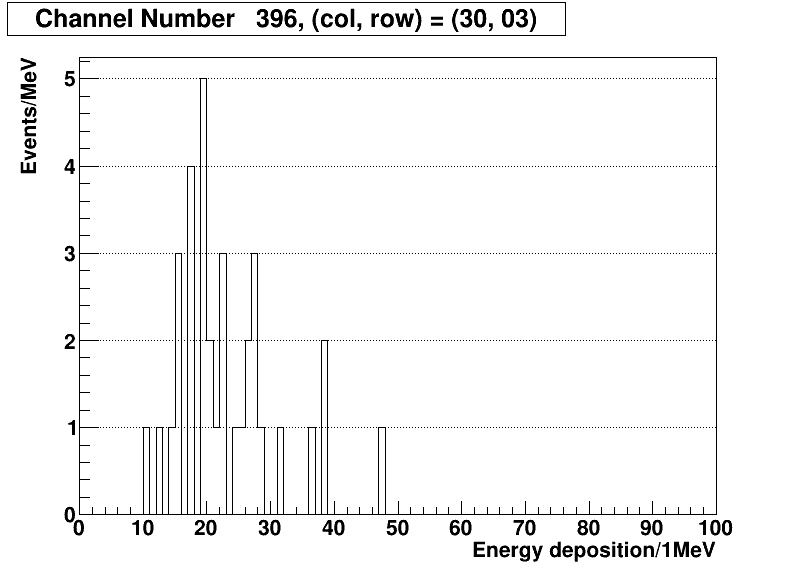 Channel Number   396, (col, row) = (30, 03)
Events/MeV
5
4
3
2
1
0
0 10 20 30 40 50 60 70 80 90 100
Energy deposition/1MeV